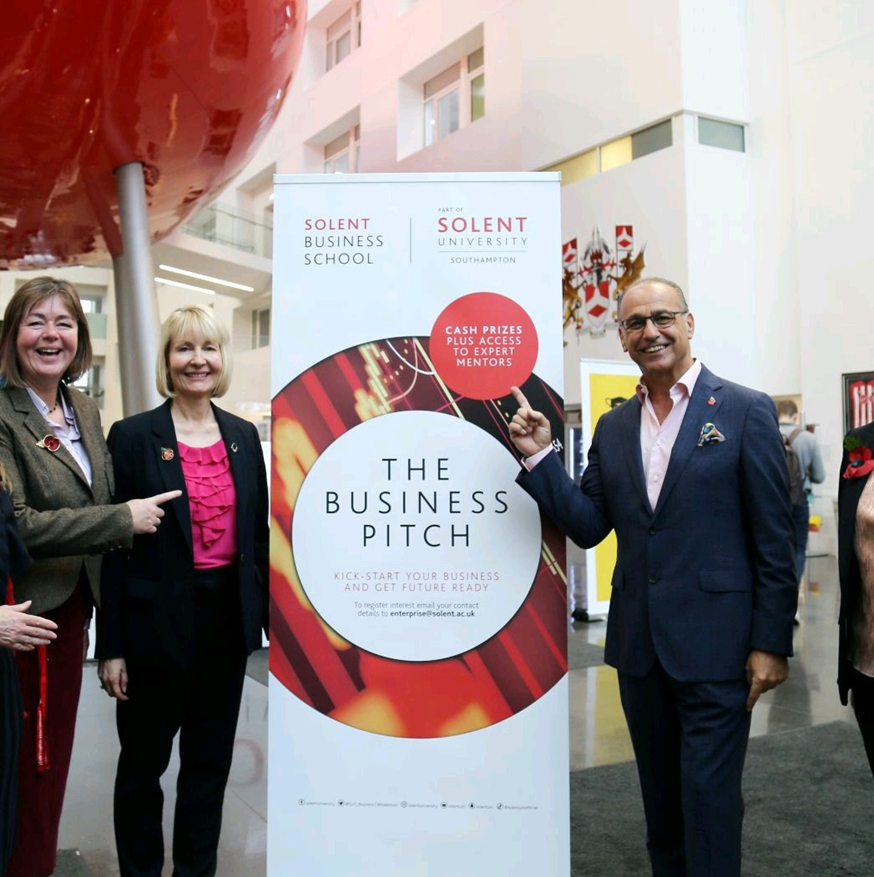 SOLENT
BUSINESS
SCHOOL
PART OF
SOLENT
UNIVERSITY
SOUTHAMPTON
CASH PRIZES
PLUS ACCESS
TO EXPERT
MENTORS
THE
BUSINESS
PITCH
KICK-START YOUR BUSINESS
AND GET FUTURE READY
To register interest email your contact
details to enterprise@solent.ac.uk